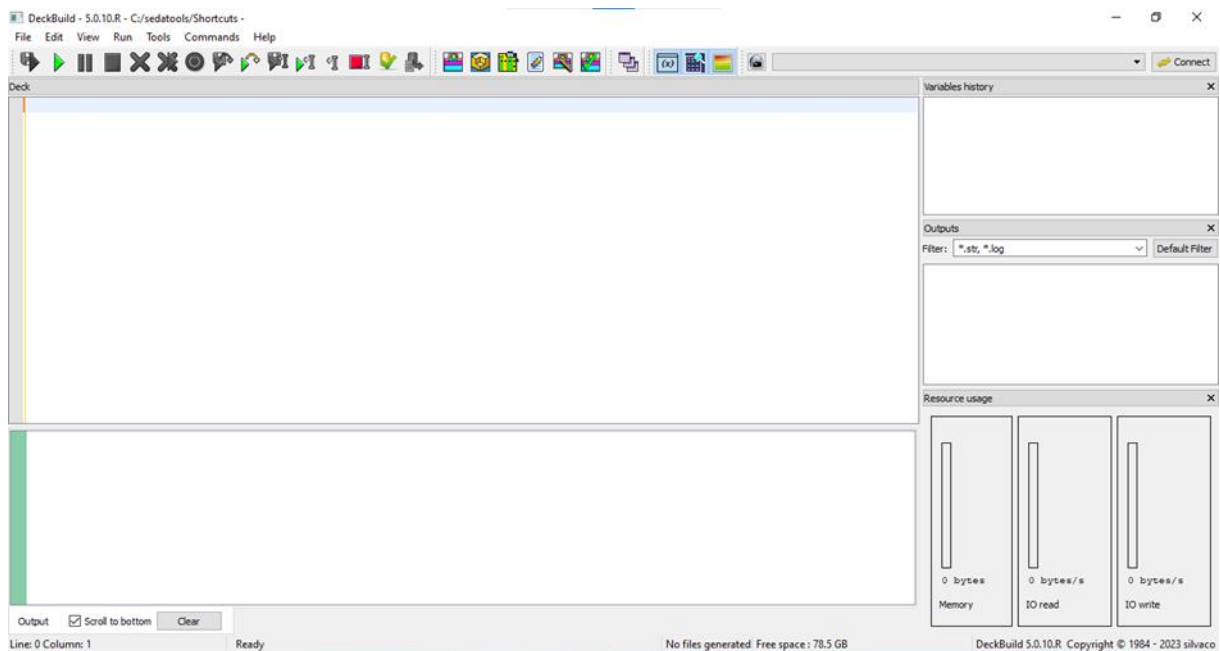 DeckBuild - 5.0.10.R - C:/sedatools/Shortcuts -
File Edit View Run Tools Commands Help
Connect
Deck
Variables history
Outputs
Filter: *.str, *.log Default Filter
Resource usage
0 bytes 0 bytes/s 0 bytes/s
Memory IO read IO write
Output Scroll to bottom Clear
Line: 0 Column: 1 Ready No files generated Free space : 78.5 GB DeckBuild 5.0.10.R Copyright © 1984 - 2023 silvaco